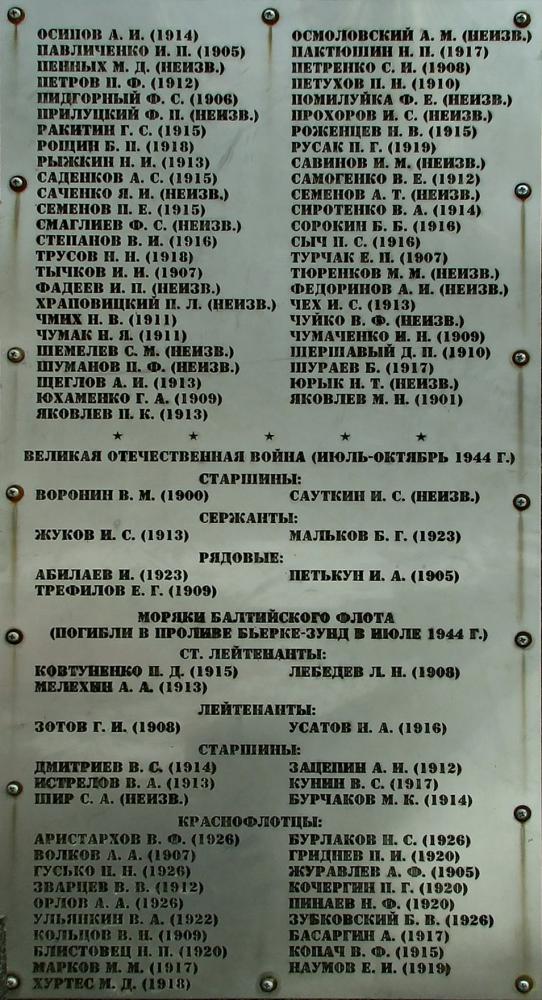 ОСИПОВ А. И. (1914) ОСМОЛОВСКИЙ А. М. (НЕИЗВ.)
ПАВЛИЧЕНКО И. П. (1905) ПАКТЮШИН Н. П. (1917)
ПЕННЫХ М. Д. (НЕИЗВ.) ПЕТРЕНКО С. И. (1908)
ПЕТРОВ П. Ф. (1912) ПЕТУХОВ П. Н. (1910)
ПИДГОРНЫЙ Ф. С. (1906) ПОМИЛУЙКА Ф. Е. (НЕИЗВ.)
ПРИЛУЦКИЙ Ф. П. (НЕИЗВ.) ПРОХОРОВ И. С. (НЕИЗВ.)
РАКИТИН Г. С. (1915) РОЖЕНЦЕВ Н. В. (1915)
РОЩИН Б. П. (1918) РУСАК П. Г. (1919)
РЫЖКИН Н. И. (1913) САВИНОВ И. М. (НЕИЗВ.)
САДЕНКОВ А. С. (1915) САМОГЕНКО В. Е. (1912)
САЧЕНКО Я. И. (НЕИЗВ.) СЕМЕНОВ А. Т. (НЕИЗВ.)
СЕМЕНОВ П. Е. (1915) СИРОТЕНКО В. А. (1914)
СМАГЛИЕВ Ф. С. (НЕИЗВ.) СОРОКИН Б. Б. (1916)
СТЕПАНОВ В. И. (1916) СЫЧ П. С. (1916)
ТРУСОВ Н. Н. (1918) ТУРЧАК Е. П. (1907)
ТЫЧКОВ И. И. (1907) ТЮРЕНКОВ М. М. (НЕИЗВ.)
ФАДЕЕВ И. П. (НЕИЗВ.) ФЕДОРИНОВ А. И. (НЕИЗВ.)
ХРАПОВИЦКИЙ П. Л. (НЕИЗВ.) ЧЕХ И. С. (1913)
ЧМИХ Н. В. (1911) ЧУЙКО В. Ф. (НЕИЗВ.)
ЧУМАК Н. Я. (1911) ЧУМАЧЕНКО И. Н. (1909)
ШЕМЕЛЕВ С. М. (НЕИЗВ.) ШЕРШАВЫЙ Д. П. (1910)
ШУМАНОВ П. Ф. (НЕИЗВ.) ШУРАЕВ Б. (1917)
ЩЕГЛОВ А. И. (1913) ЮРЫК Н. Т. (НЕИЗВ.)
ЮХАМЕНКО Г. А. (1909) ЯКОВЛЕВ М. Н. (1901)
ЯКОВЛЕВ П. К. (1913)
★ ★ ★ ★ ★
ВЕЛИКАЯ ОТЕЧЕСТВЕННАЯ ВОЙНА (ИЮЛЬ-ОКТЯБРЬ 1944 Г.)
СТАРШИНЫ:
ВОРОНИН В. М. (1900) САУТКИН И. С. (НЕИЗВ.)
СЕРЖАНТЫ:
ЖУКОВ И. С. (1913) МАЛЬКОВ Б. Г. (1923)
РЯДОВЫЕ:
АБИЛАЕВ И. (1923) ПЕТЬКУН И. А. (1905)
ТРЕФИЛОВ Е. Г. (1909)
МОРЯКИ БАЛТИЙСКОГО ФЛОТА
(ПОГИБЛИ В ПРОЛИВЕ БЬЕРКЕ-ЗУНД В ИЮЛЕ 1944 Г.)
СТ. ЛЕЙТЕНАНТЫ:
КОВТУНЕНКО П. Д. (1915) ЛЕБЕДЕВ Л. Н. (1908)
МЕЛЕХИН А. А. (1913)
ЛЕЙТЕНАНТЫ:
ЗОТОВ Г. И. (1908) УСАТОВ Н. А. (1916)
СТАРШИНЫ:
ДМИТРИЕВ В. С. (1914) ЗАЦЕПИН А. И. (1912)
ИСТРЕЛОВ В. А. (1913) КУНИН В. С. (1917)
ШИР С. А. (НЕИЗВ.) БУРЧАКОВ М. К. (1914)
КРАСНОФЛОТЦЫ:
АРИСТАРХОВ В. Ф. (1926) БУРЛАКОВ Н. С. (1926)
ВОЛКОВ А. А. (1907) ГРИДНЕВ П. И. (1920)
ГУСЬКО П. Н. (1926) ЖУРАВЛЕВ А. Ф. (1905)
ЗВАРЦЕВ В. В. (1912) КОЧЕРГИН П. Г. (1920)
ОРЛОВ А. А. (1926) ПИНАЕВ Н. Ф. (1920)
УЛЬЯНКИН В. А. (1922) ЗУБКОВСКИЙ Б. В. (1926)
КОЛЬЦОВ В. Н. (1909) БАСАРГИН А. (1917)
БЛИСТОВЕЦ Н. П. (1920) КОПАЧ В. Ф. (1915)
МАРКОВ М. М. (1917) НАУМОВ Е. И. (1919)
ХУРТЕС М. Д. (1918)